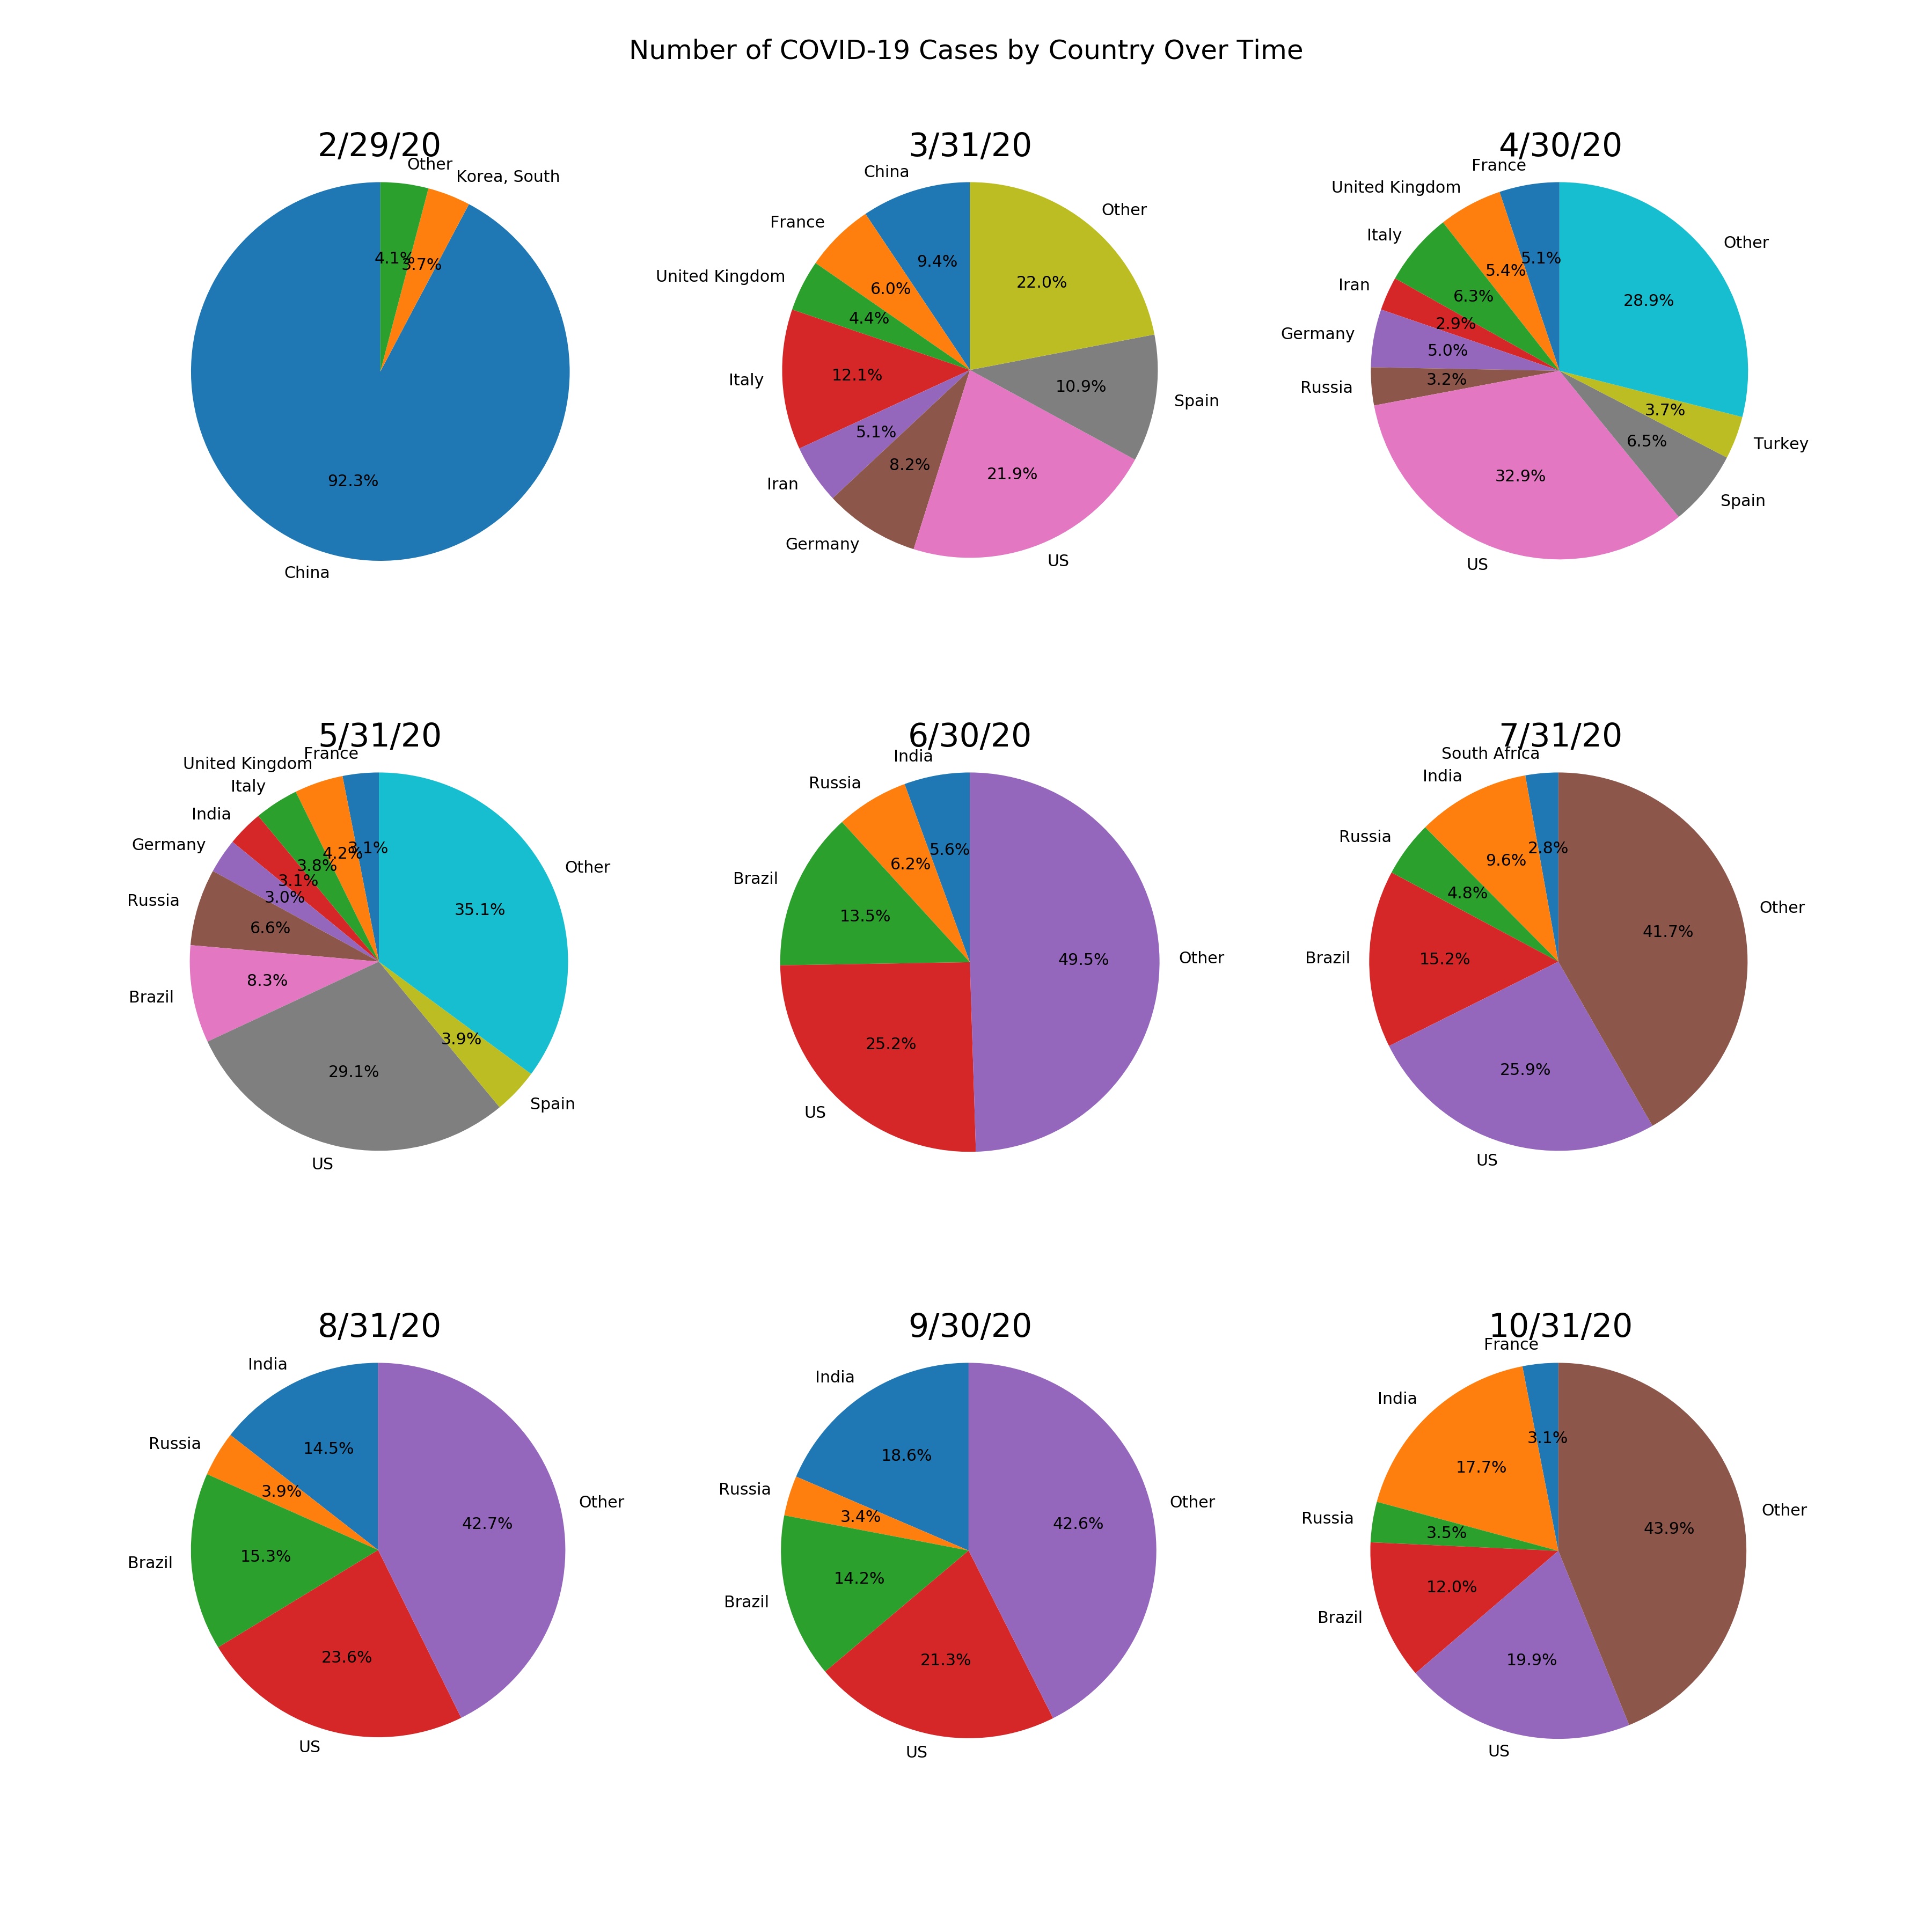 Number of COVID-19 Cases by Country Over Time
2/29/20
Other
Korea, South
4.1%
3.7%
92.3%
China
3/31/20
China
Other
France
United Kingdom
Italy
Iran
Germany
US
Spain
9.4%
22.0%
6.0%
4.4%
12.1%
10.9%
5.1%
8.2%
21.9%
4/30/20
France
United Kingdom
Italy
Iran
Germany
Russia
US
Spain
Turkey
Other
5.1%
5.4%
6.3%
2.9%
5.0%
3.2%
32.9%
6.5%
3.7%
28.9%
5/31/20
France
United Kingdom
Italy
India
Germany
Russia
Brazil
US
Spain
Other
3.1%
4.2%
3.8%
3.1%
3.0%
6.6%
8.3%
29.1%
3.9%
35.1%
6/30/20
India
Russia
Brazil
US
Other
5.6%
6.2%
13.5%
25.2%
49.5%
7/31/20
South Africa
India
Russia
Brazil
US
Other
2.8%
9.6%
4.8%
15.2%
25.9%
41.7%
8/31/20
India
Russia
Brazil
US
Other
14.5%
3.9%
15.3%
23.6%
42.7%
9/30/20
India
Russia
Brazil
US
Other
18.6%
3.4%
14.2%
21.3%
42.6%
10/31/20
France
India
Russia
Brazil
US
Other
3.1%
17.7%
3.5%
12.0%
19.9%
43.9%